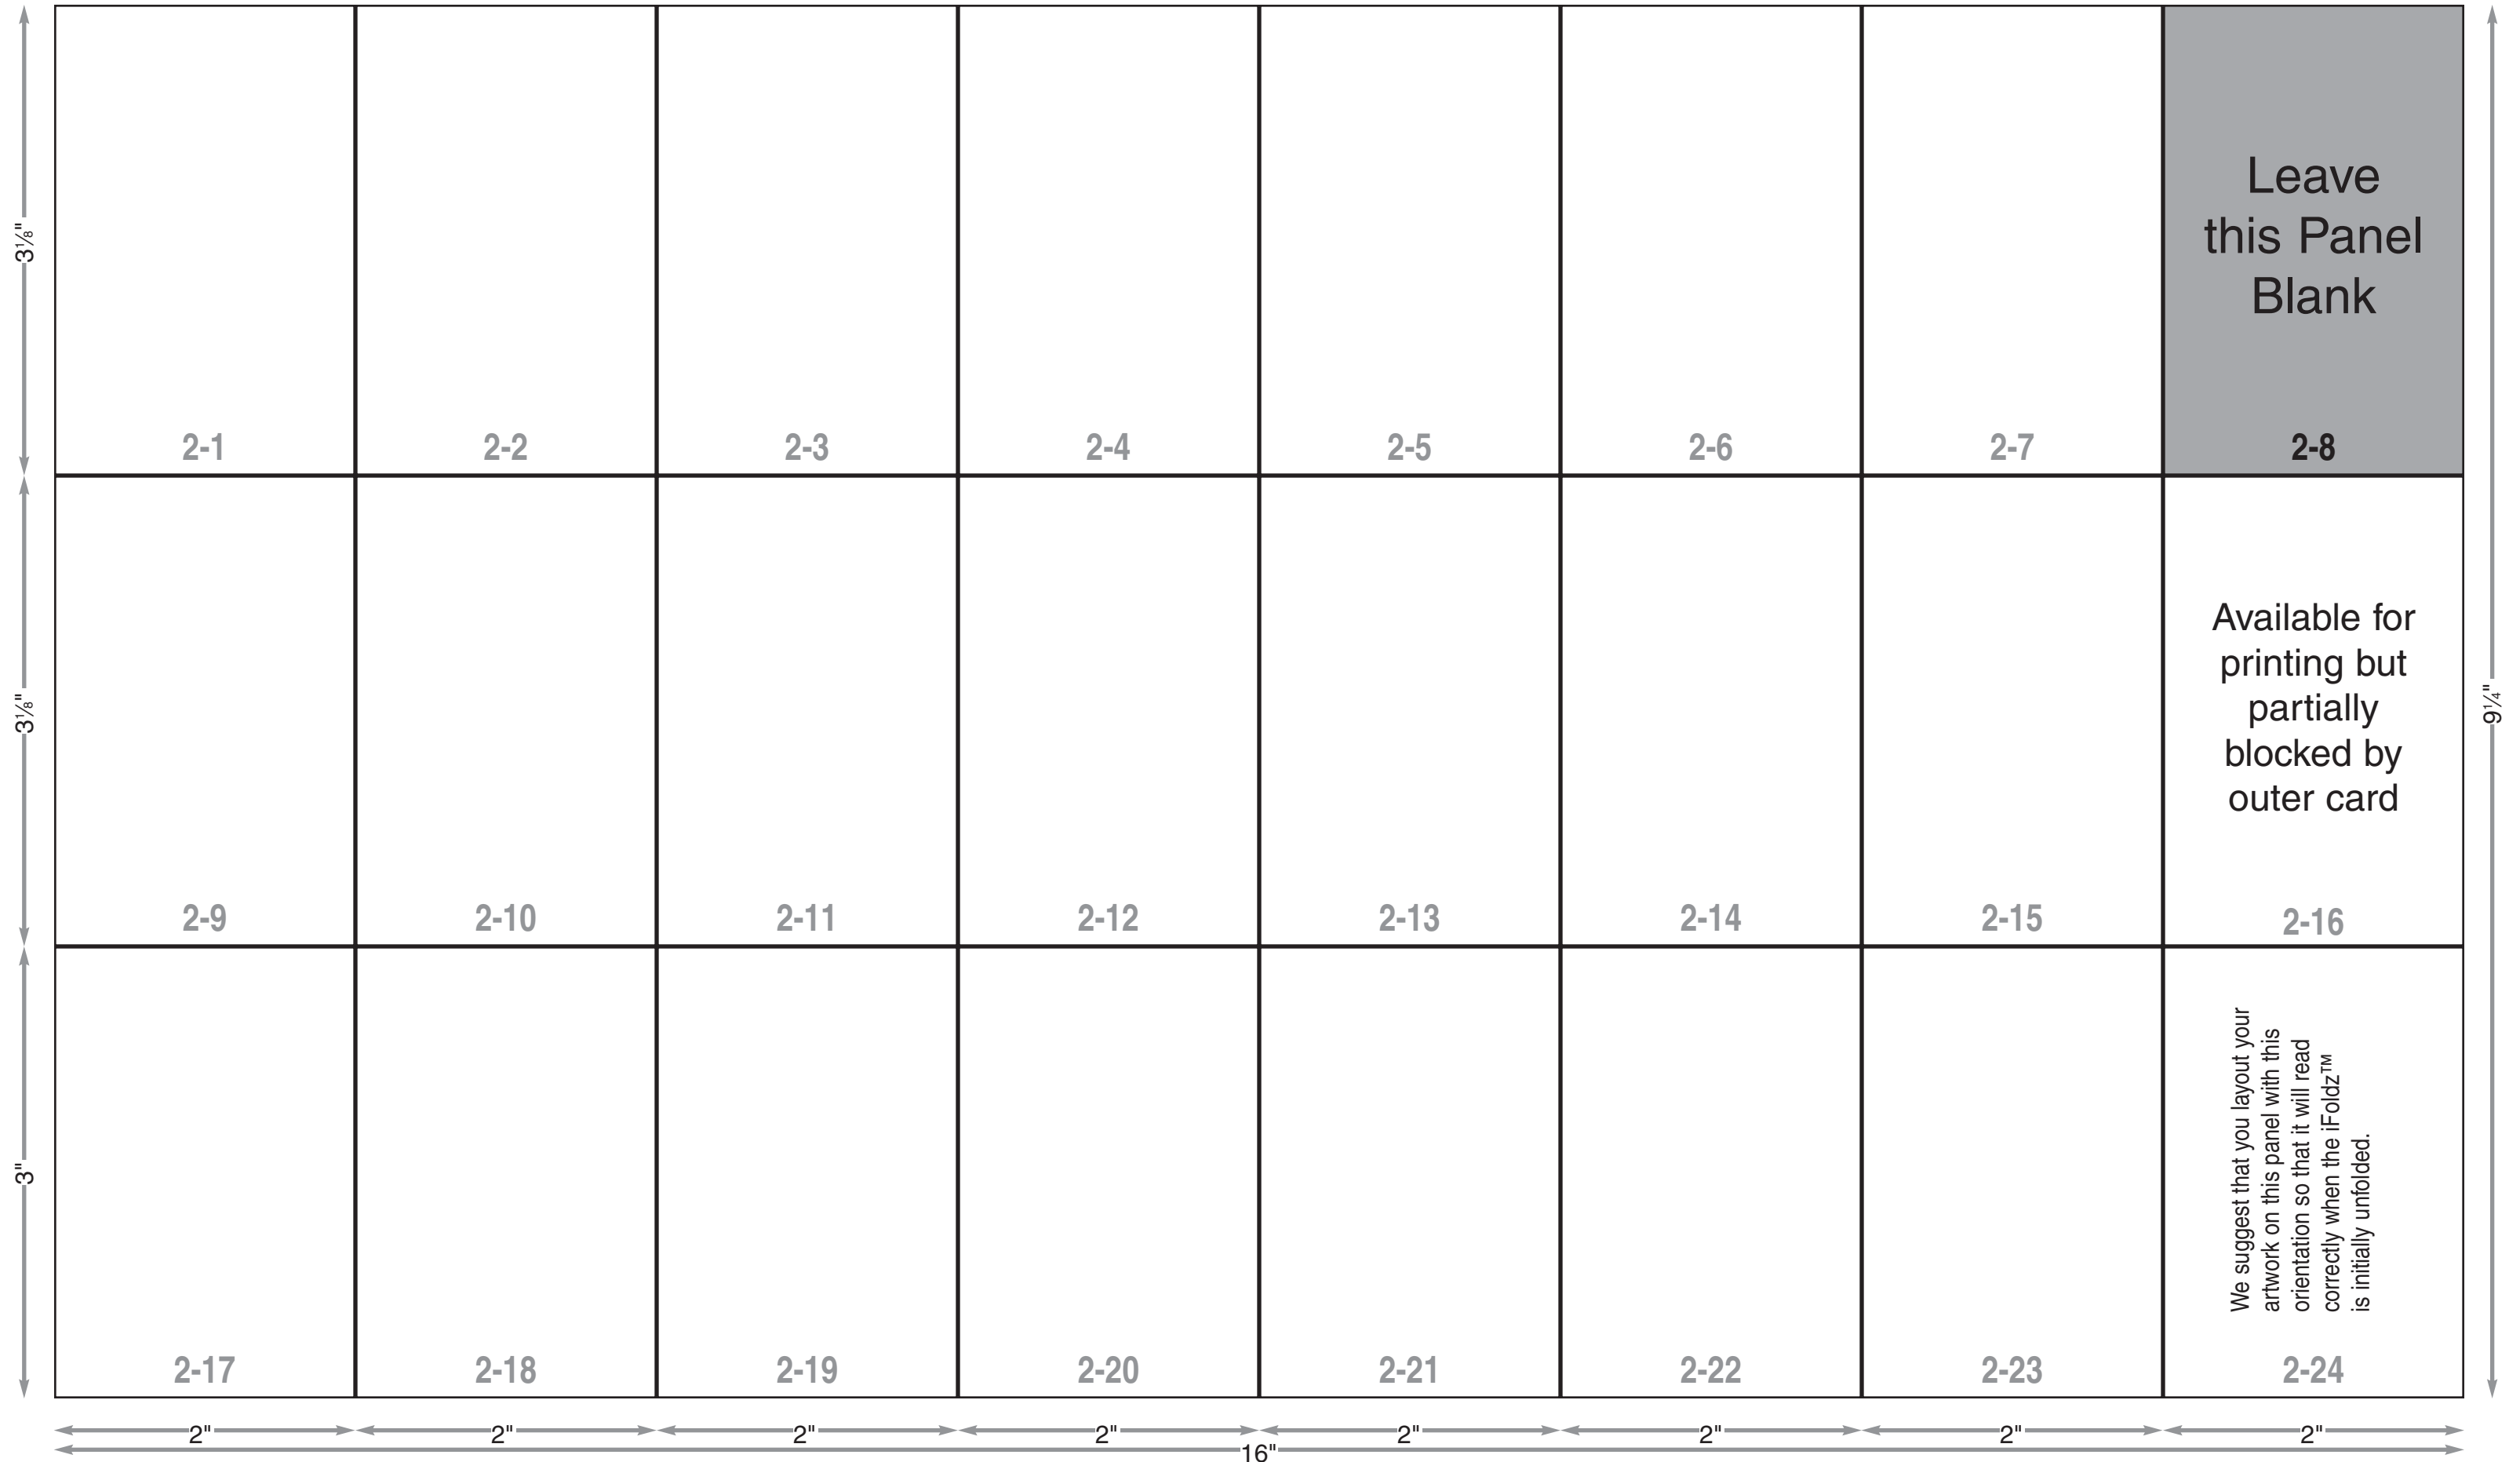 Leave
this Panel
Blank
3⅛"
2-1
2-2
2-3
2-4
2-5
2-6
2-7
2-8
Available for
printing but
partially
blocked by
outer card
3⅛"
9¼"
2-9
2-10
2-11
2-12
2-13
2-14
2-15
2-16
We suggest that you layout your
artwork on this panel with this
orientation so that it will read
correctly when the iFoldz™
is initially unfolded.
3"
2-17
2-18
2-19
2-20
2-21
2-22
2-23
2-24
2"
2"
2"
2"
2"
2"
2"
2"
16"